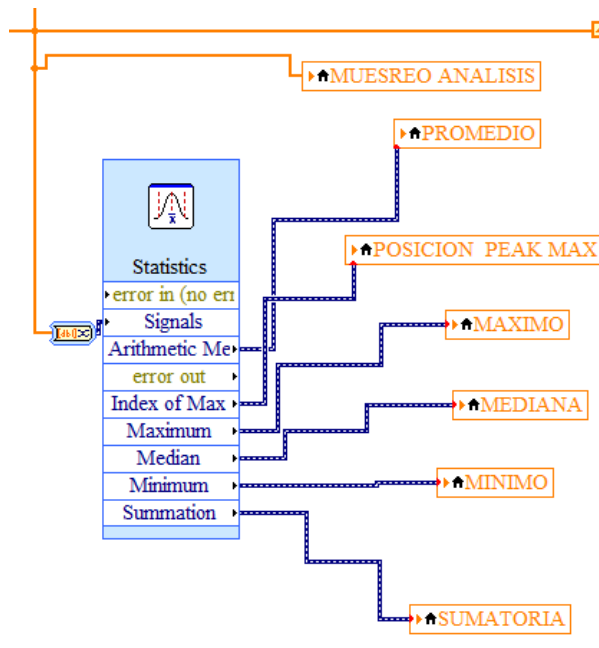 MUESREO ANALISIS
PROMEDIO
POSICION PEAK MAX
Statistics
error in (no err
Signals
MAXIMO
Arithmetic Me
error out
Index of Max
MEDIANA
Maximum
Median
Minimum
MINIMO
Summation
SUMATORIA